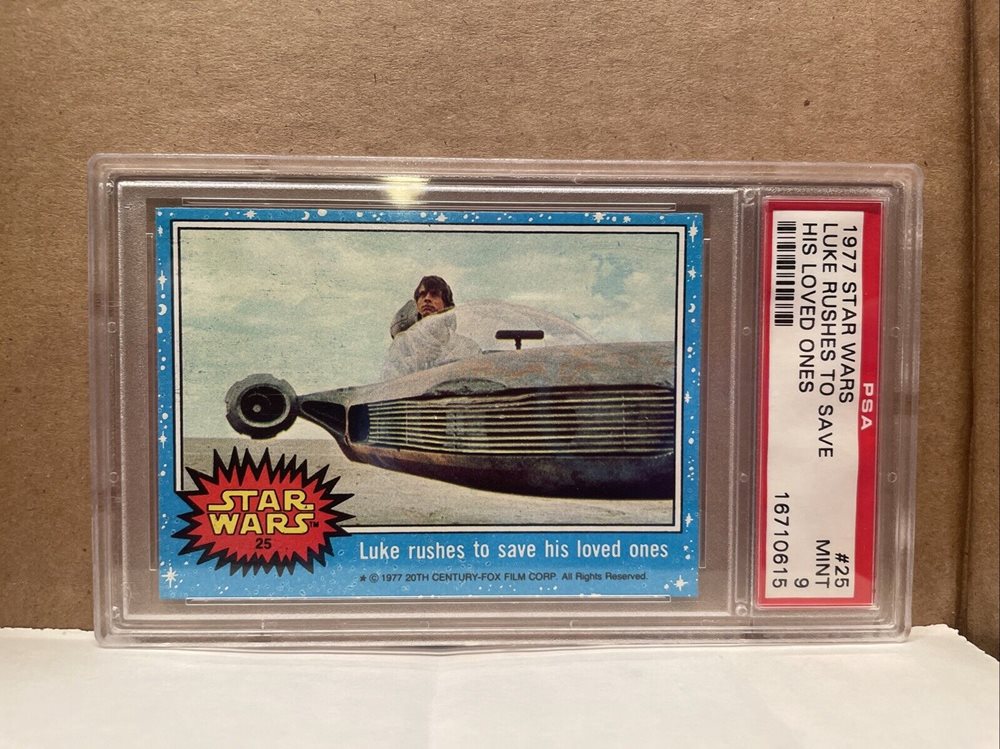 STAR
WARS™
25
Luke rushes to save his loved ones
★ © 1977 20TH CENTURY-FOX FILM CORP. All Rights Reserved.
PSA
1977 STAR WARS #25
LUKE RUSHES TO SAVE MINT
HIS LOVED ONES 9
16710615